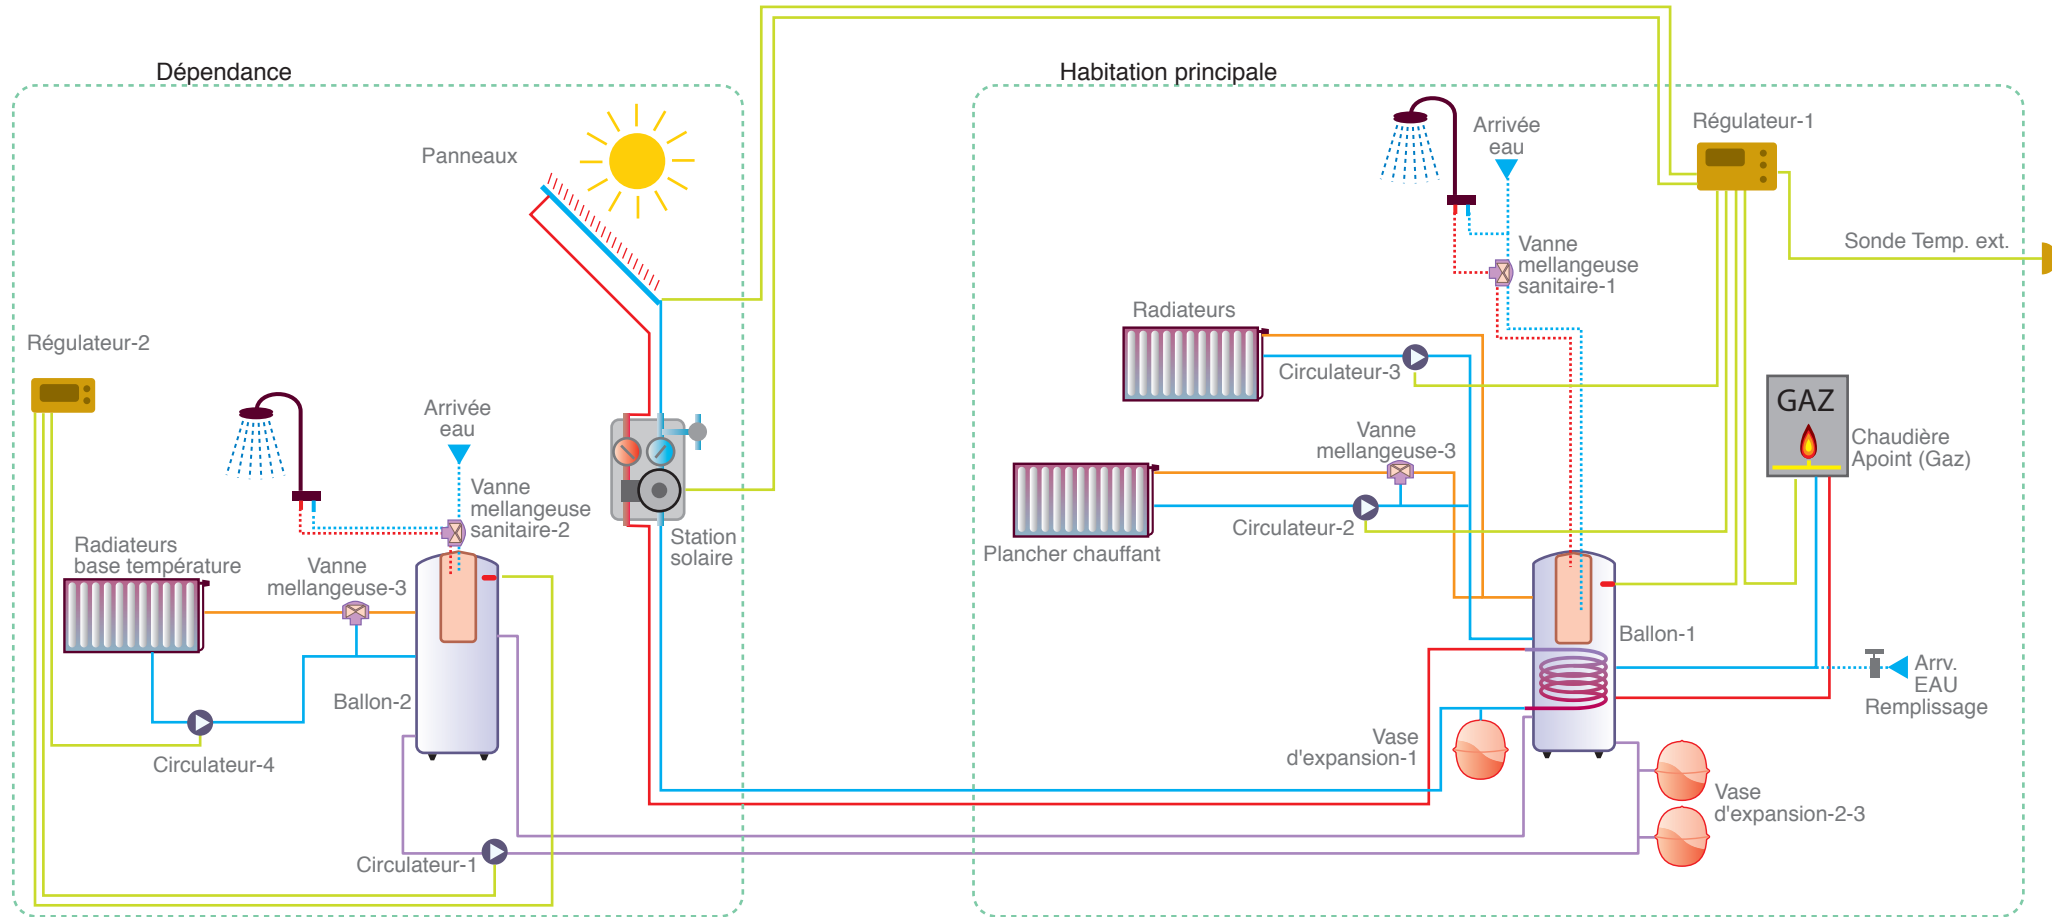 Dépendance
Habitation principale
Panneaux
Arrivée
eau
Régulateur-1
Sonde Temp. ext.
Vanne
mellangeuse
sanitaire-1
Radiateurs
Circulateur-3
Régulateur-2
Arrivée
eau
Vanne
mellangeuse
sanitaire-2
Station
solaire
Vanne
mellangeuse-3
Circulateur-2
Plancher chauffant
GAZ
Chaudière
Apoint (Gaz)
Radiateurs
base température
Vanne
mellangeuse-3
Ballon-2
Circulateur-4
Circulateur-1
Ballon-1
Arrv.
EAU
Remplissage
Vase
d'expansion-1
Vase
d'expansion-2-3